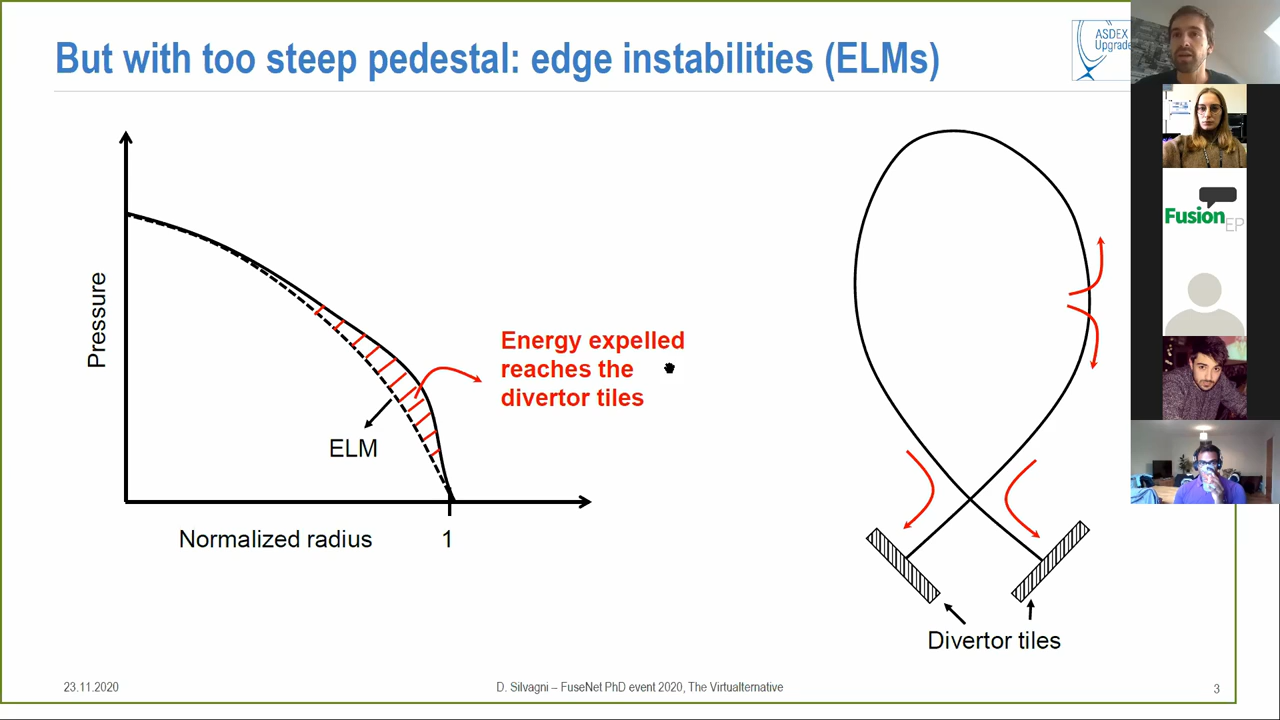 But with too steep pedestal: edge instabilities (ELMs)
ASDEX
Upgrade
Pressure
Energy expelled
reaches the
divertor tiles
ELM
Normalized radius
1
Divertor tiles
23.11.2020
D. Silvagni – FuseNet PhD event 2020, The Virtualternative
3
Fusion
EP